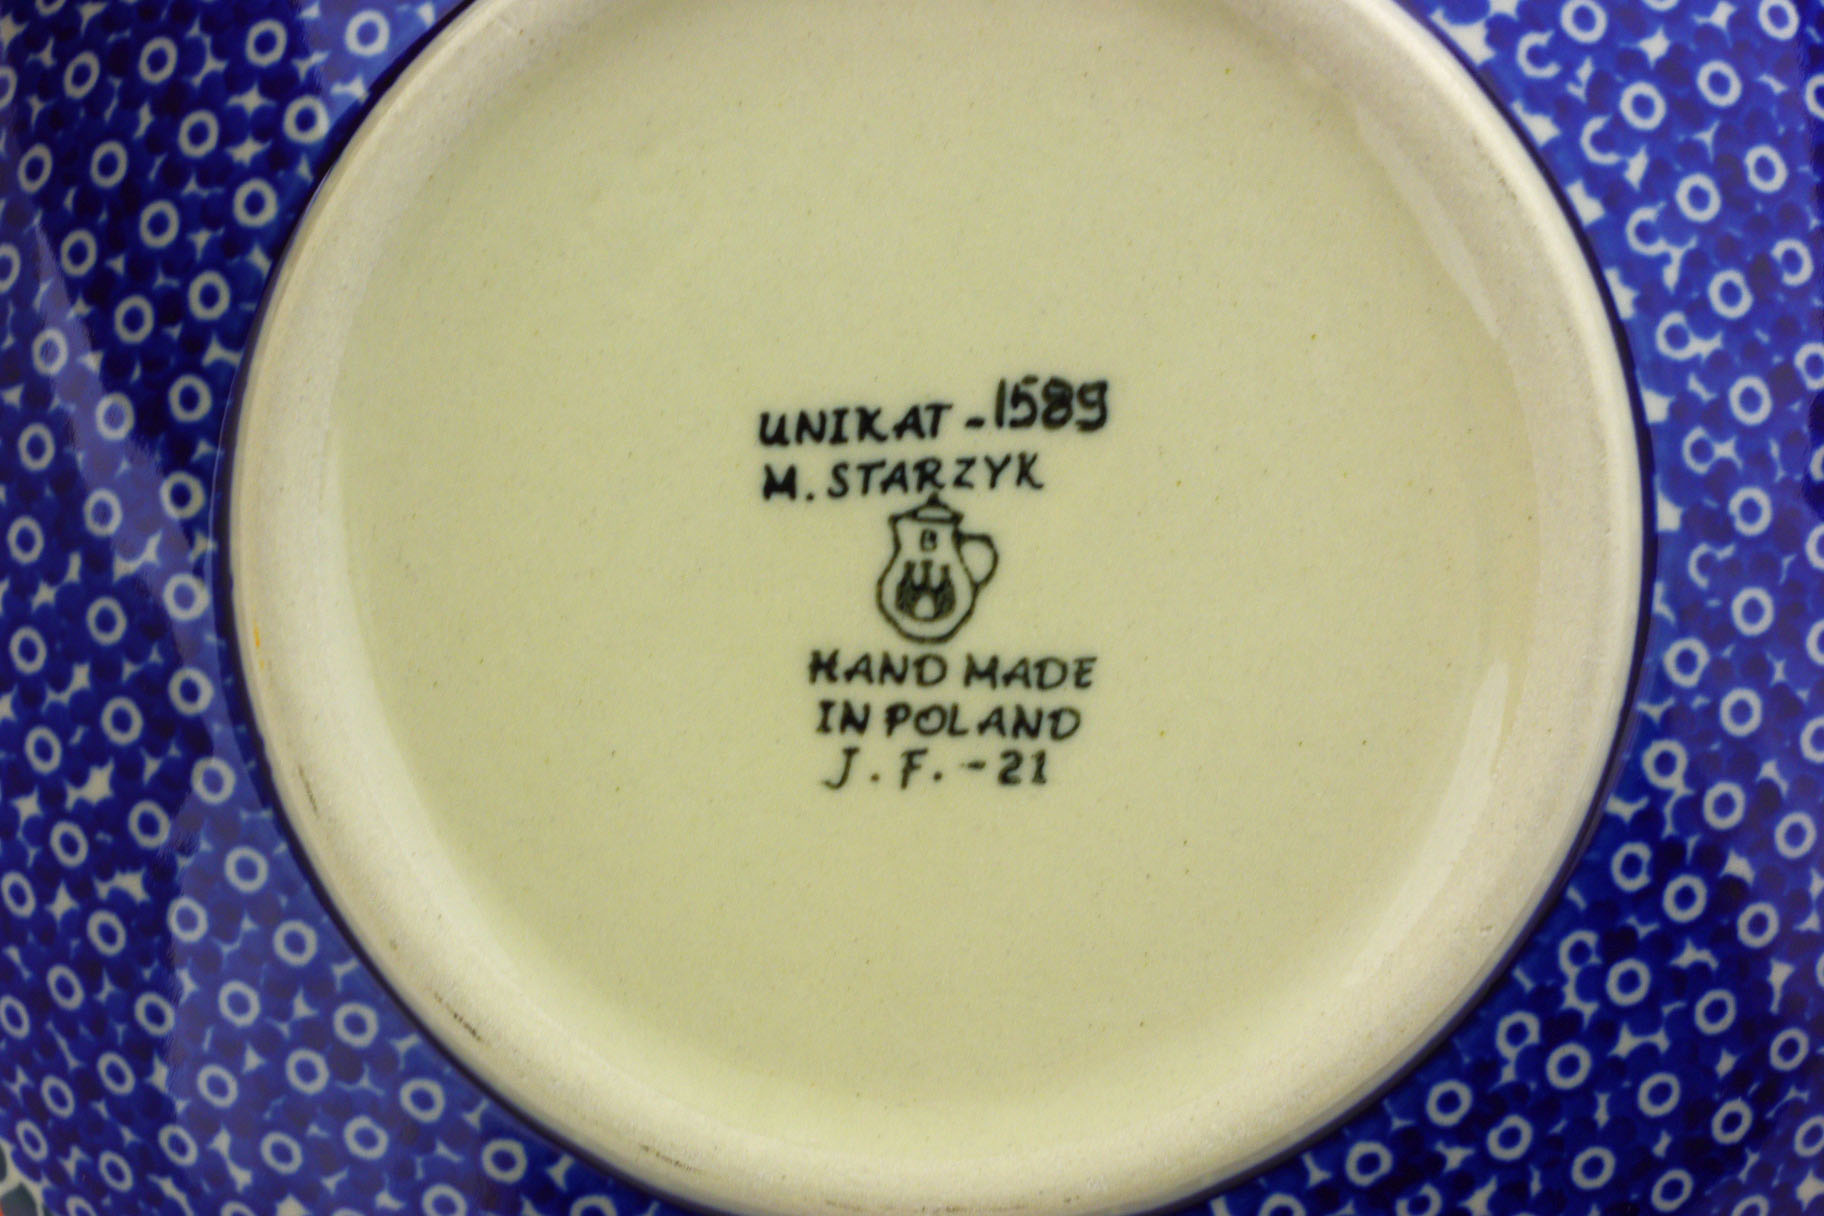 UNIKAT - 1589
M. STARZYK
B
HAND MADE
IN POLAND
J. F. - 21